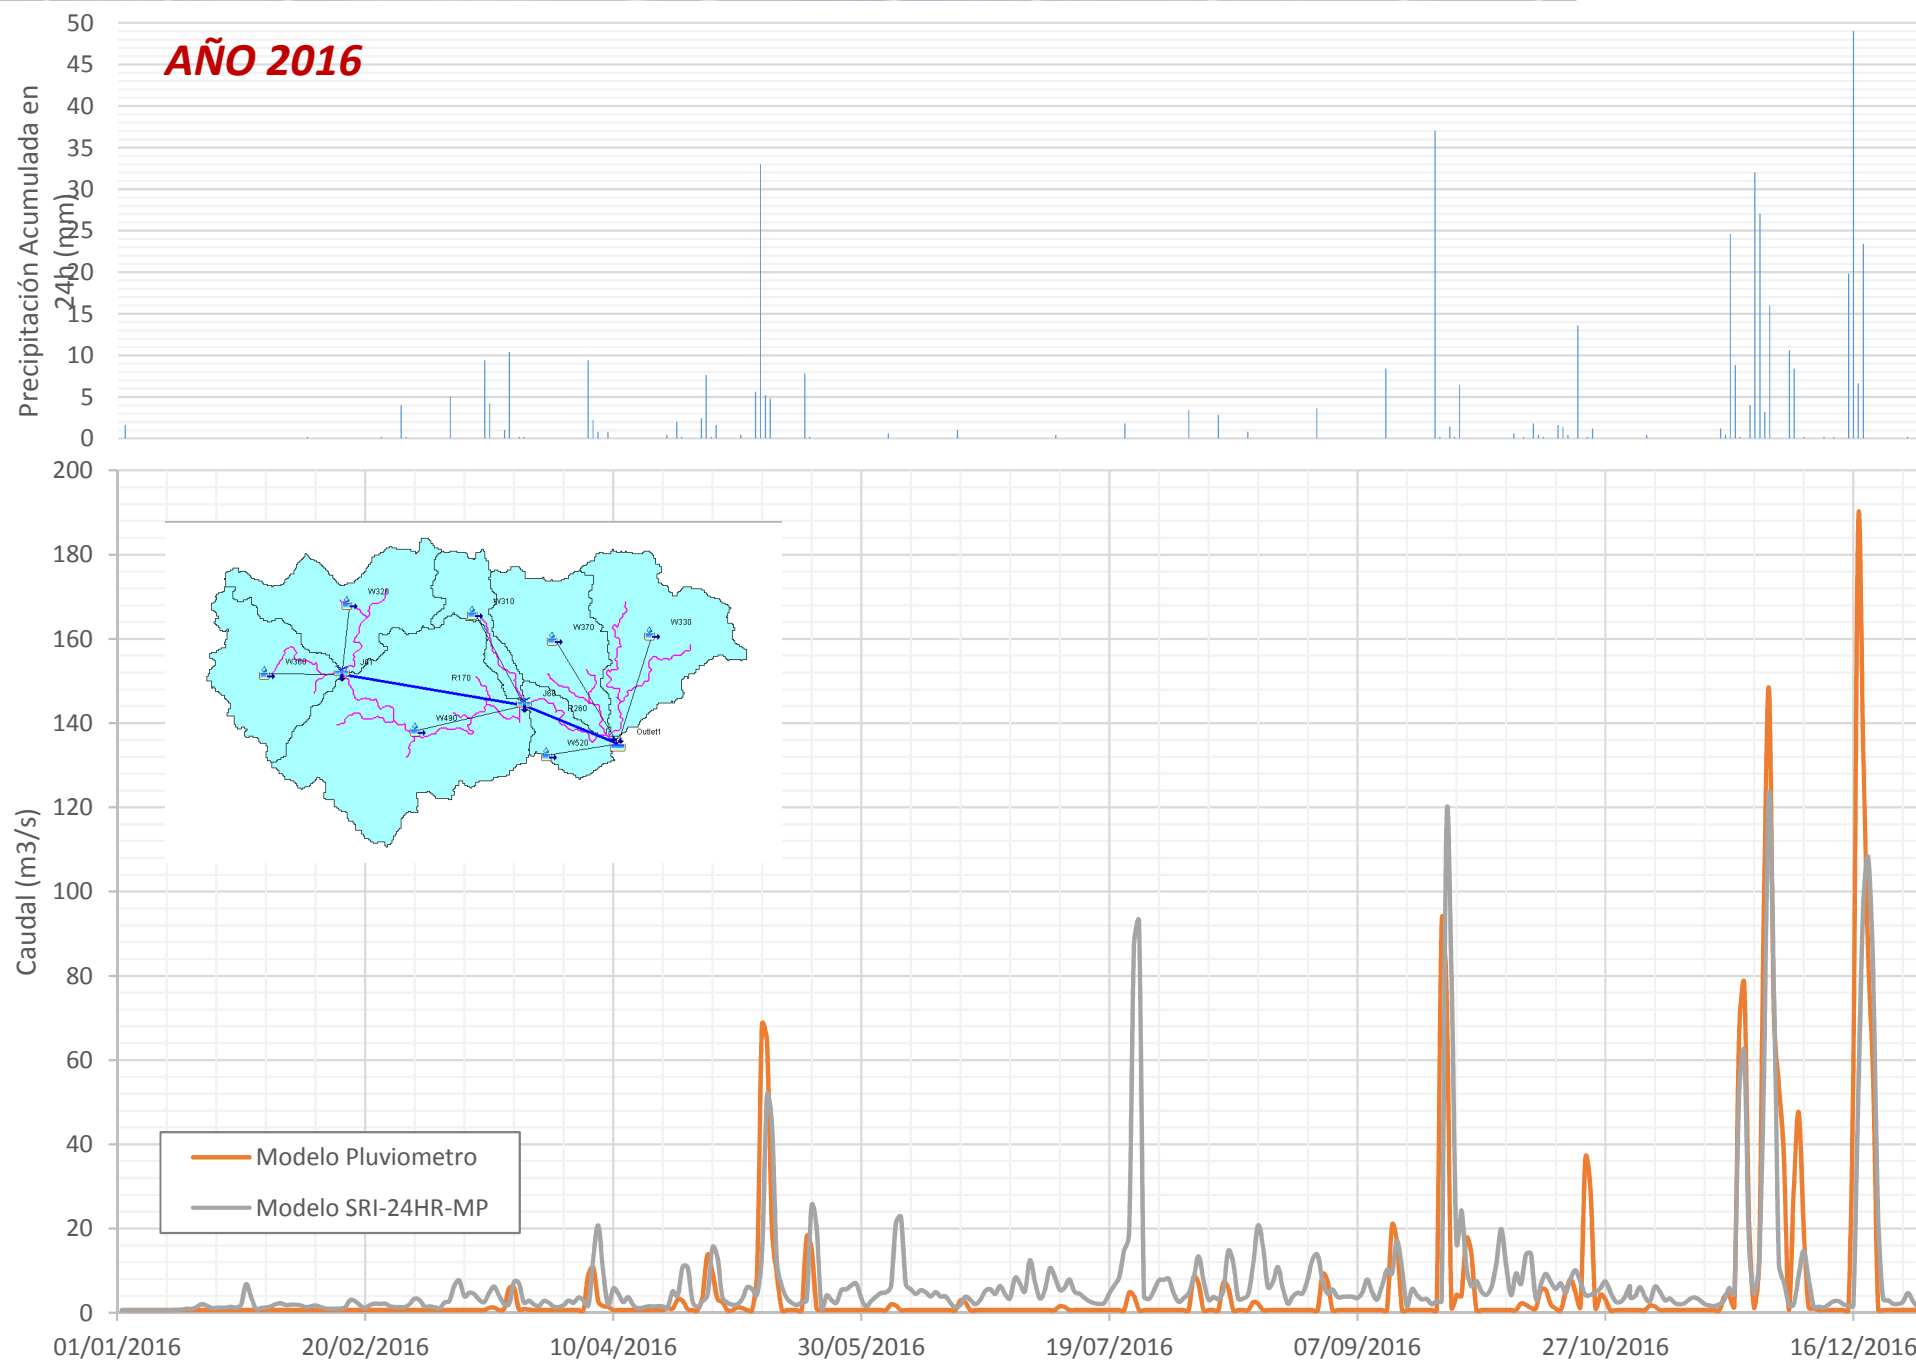 AÑO 2016
Precipitación Acumulada en
24h (mm)
50
45
40
35
30
25
20
15
10
5
0
Caudal (m3/s)
200
180
160
140
120
100
80
60
40
20
0
W320
W310
W370
W330
W360
J61
R170
J69
R260
W490
W520
Outlet1
Modelo Pluviometro
Modelo SRI-24HR-MP
01/01/2016 20/02/2016 10/04/2016 30/05/2016 19/07/2016 07/09/2016 27/10/2016 16/12/2016